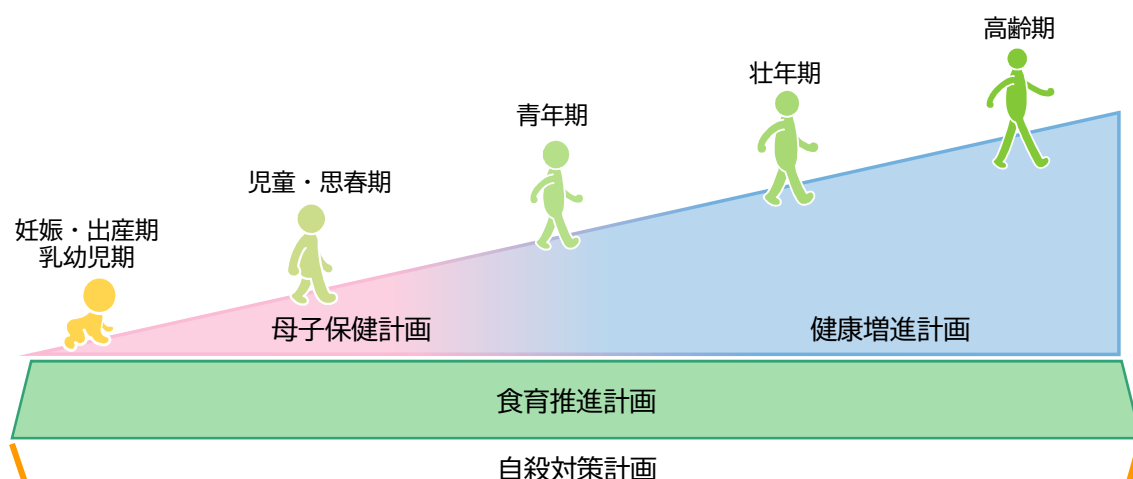 高齢期
壮年期
青年期
児童・思春期
妊娠・出産期
乳幼児期
母子保健計画
健康増進計画
食育推進計画
自殺対策計画